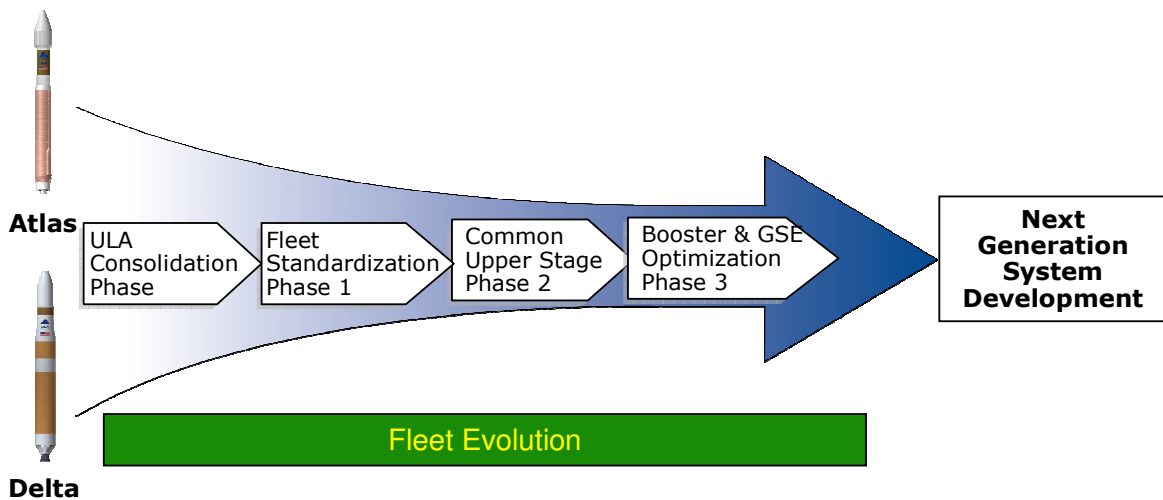 Atlas
ULA
Consolidation
Phase
Fleet
Standardization
Phase 1
Common
Upper Stage
Phase 2
Booster & GSE
Optimization
Phase 3
Next
Generation
System
Development
Fleet Evolution
Delta